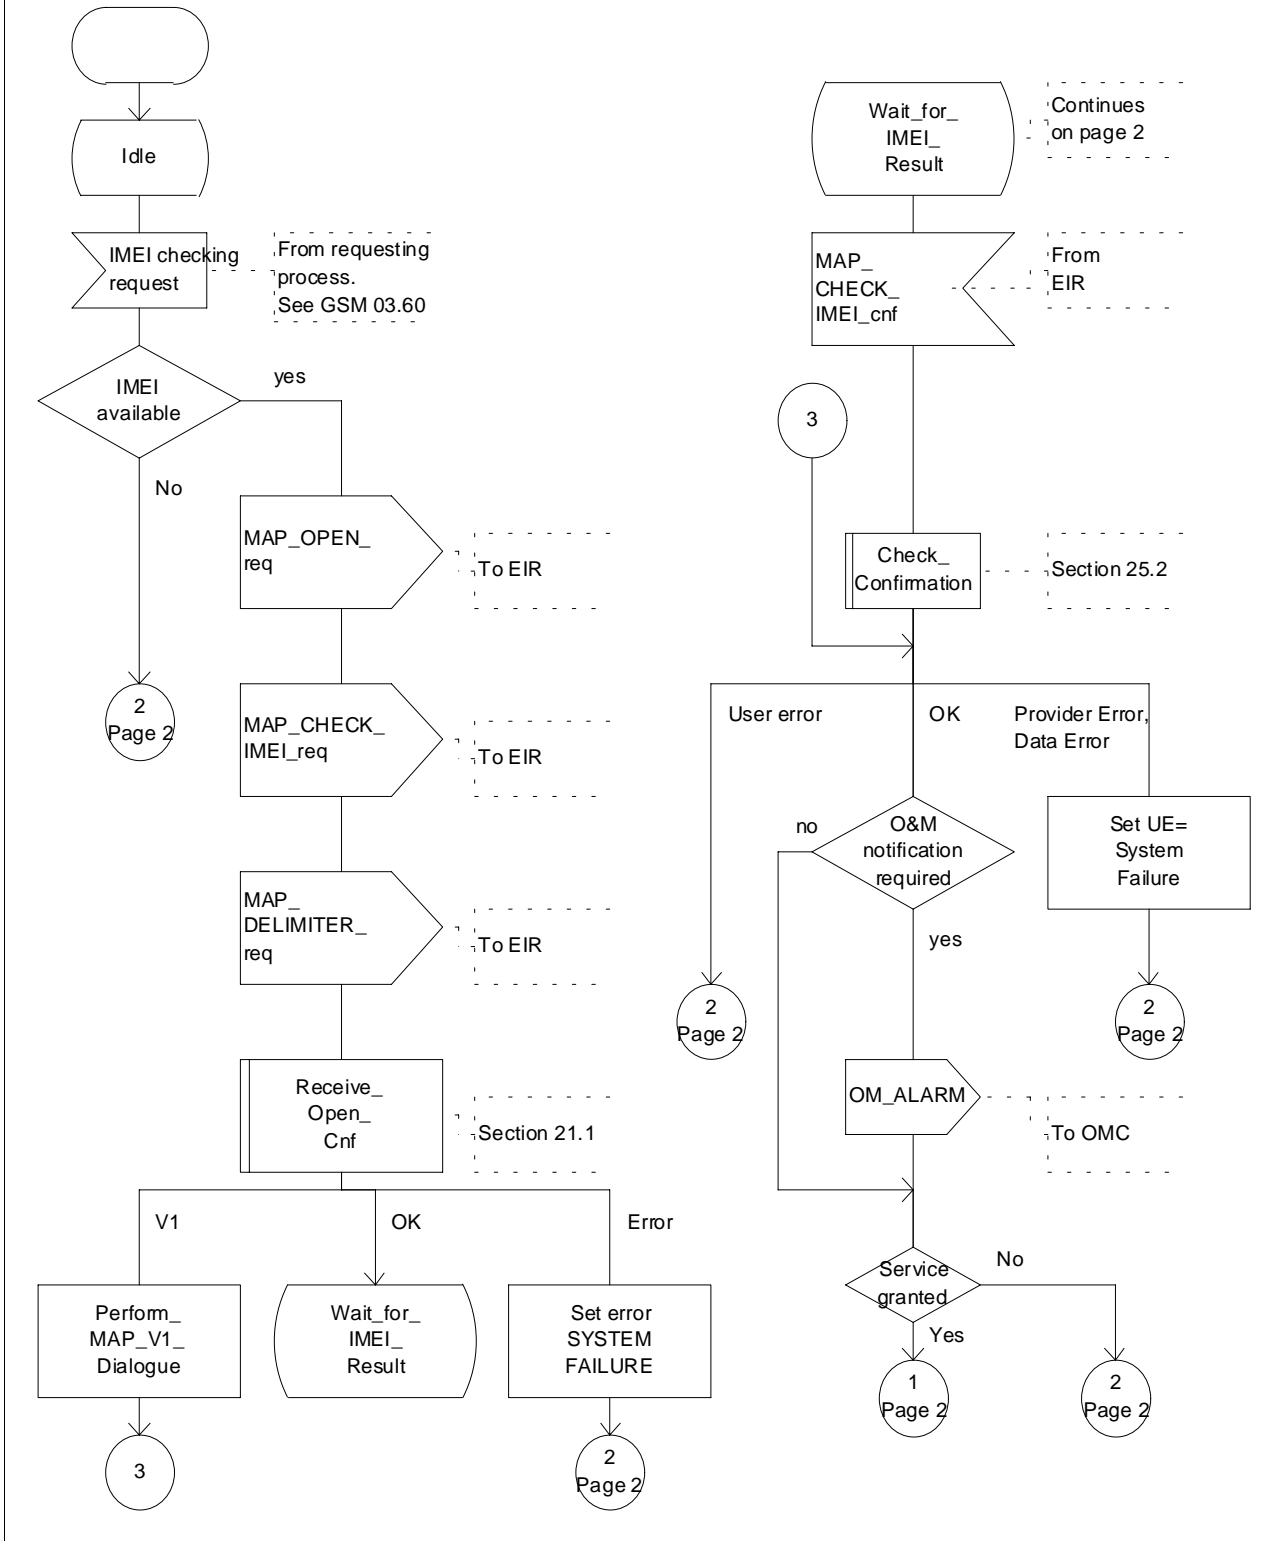 Idle
IMEI checking
request
From requesting
process.
See GSM 03.60
IMEI
available
yes
No
MAP_OPEN_
req
To EIR
2
Page 2
MAP_CHECK_
IMEI_req
To EIR
MAP_
DELIMITER_
req
To EIR
Receive_
Open_
Cnf
Section 21.1
V1
OK
Error
Perform_
MAP_V1_
Dialogue
Wait_for_
IMEI_
Result
Set error
SYSTEM
FAILURE
3
2
Page 2
Wait_for_
IMEI_
Result
Continues
on page 2
MAP_
CHECK_
IMEI_cnf
From
EIR
3
Check_
Confirmation
Section 25.2
User error
OK
Provider Error,
Data Error
no
O&M
notification
required
Set UE=
System
Failure
yes
2
Page 2
2
Page 2
OM_ALARM
To OMC
Service
granted
No
Yes
1
Page 2
2
Page 2